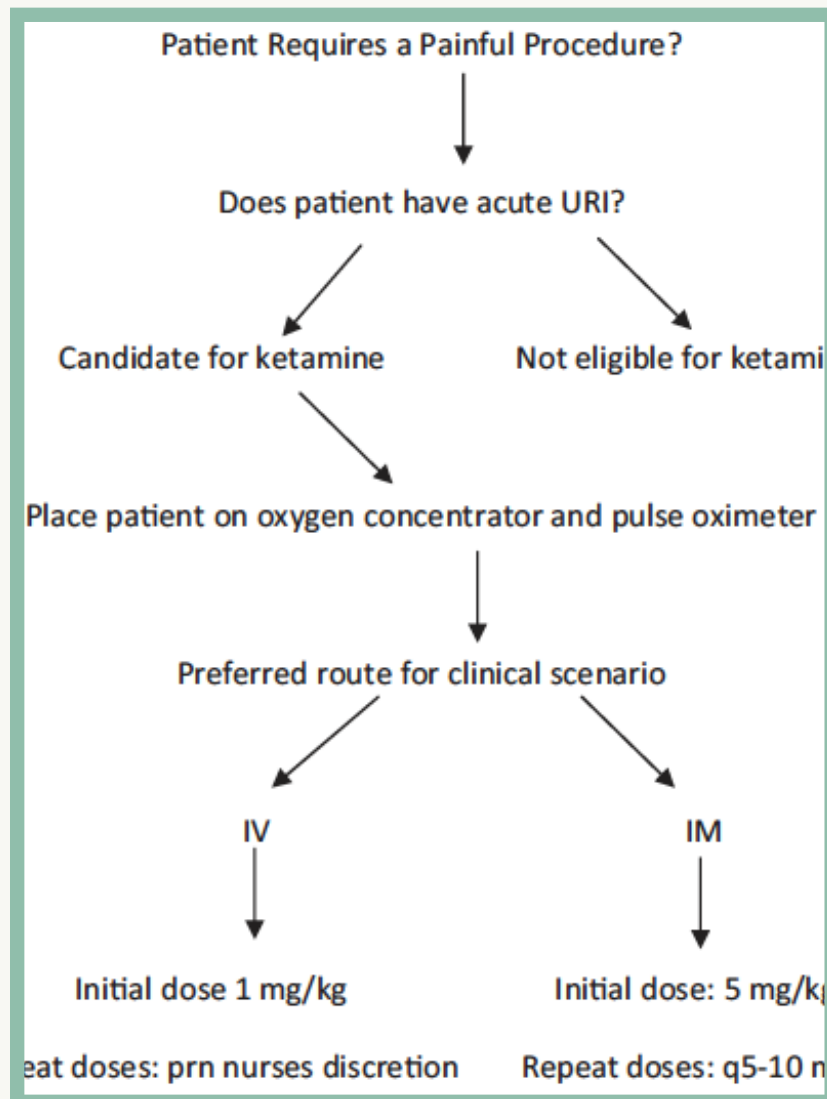 Patient Requires a Painful Procedure?
Does patient have acute URI?
Candidate for ketamine Not eligible for ketami
Place patient on oxygen concentrator and pulse oximeter
Preferred route for clinical scenario
IV IM
Initial dose 1 mg/kg Initial dose: 5 mg/kg
eat doses: prn nurses discretion Repeat doses: q5-10 m